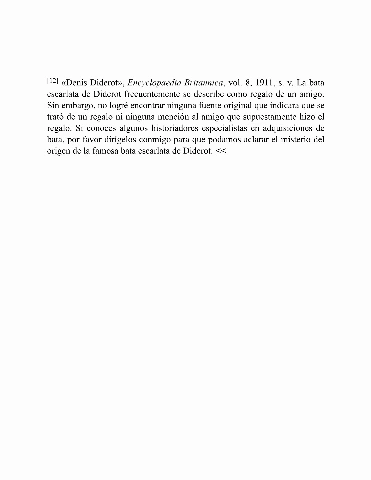 [12] «Denis Diderot», Encyclopaedia Britannica, vol. 8, 1911, s. v. La bata
escarlata de Diderot frecuentemente se describe como regalo de un amigo.
Sin embargo, no logré encontrar ninguna fuente original que indicara que se
trató de un regalo ni ninguna mención al amigo que supuestamente hizo el
regalo. Si conoces algunos historiadores especialistas en adquisiciones de
bata, por favor dirígelos conmigo para que podamos aclarar el misterio del
origen de la famosa bata escarlata de Diderot. <<